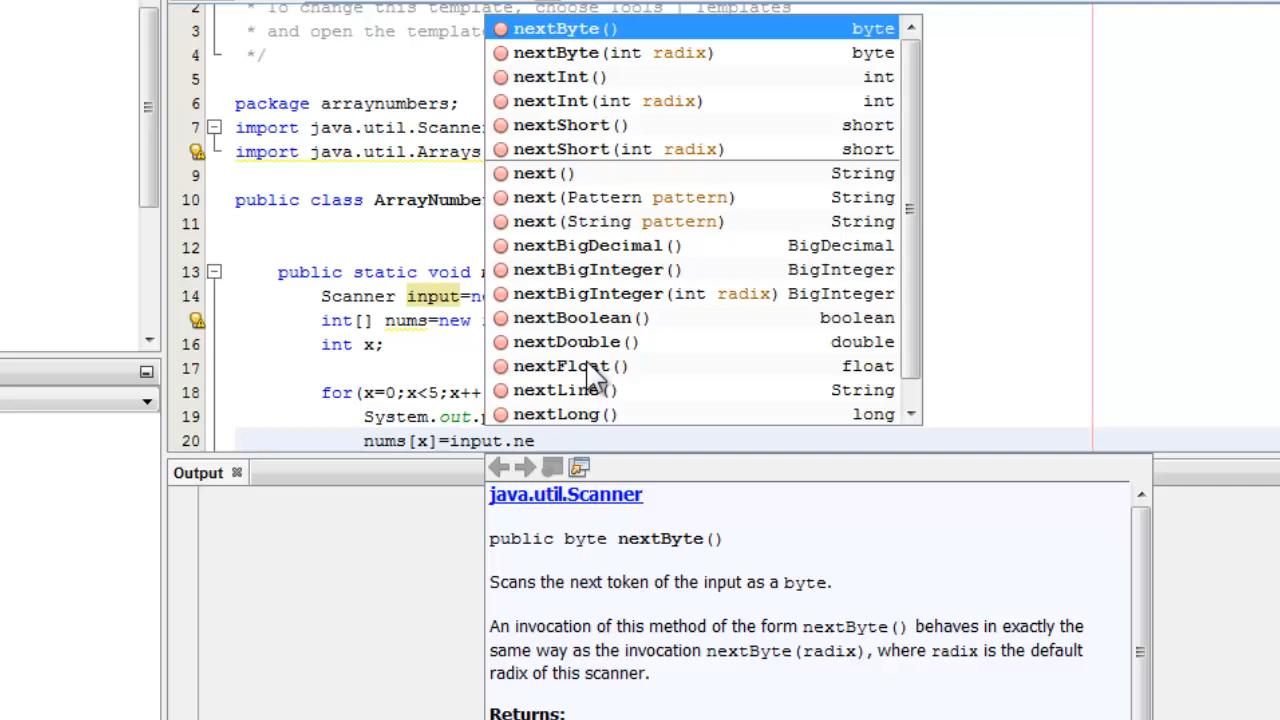 2 * To change this template, choose Tools | Templates
3 * and open the template
4 */
5
6 package arraynumbers;
7 import java.util.Scanner
import java.util.Arrays
9
10 public class ArrayNumbe
11
12
13 public static void
14 Scanner input=ne
int[] nums=new
16 int x;
17
18 for(x=0;x<5;x++
19 System.out.
20 nums[x]=input.ne
nextByte() byte
nextByte(int radix) byte
nextInt() int
nextInt(int radix) int
nextShort() short
nextShort(int radix) short
next() String
next(Pattern pattern) String
next(String pattern) String
nextBigDecimal() BigDecimal
nextBigInteger() BigInteger
nextBigInteger(int radix) BigInteger
nextBoolean() boolean
nextDouble() double
nextFloat() float
nextLine() String
nextLong() long
Output
java.util.Scanner
public byte nextByte()
Scans the next token of the input as a byte.
An invocation of this method of the form nextByte() behaves in exactly the
same way as the invocation nextByte(radix), where radix is the default
radix of this scanner.
Returns: